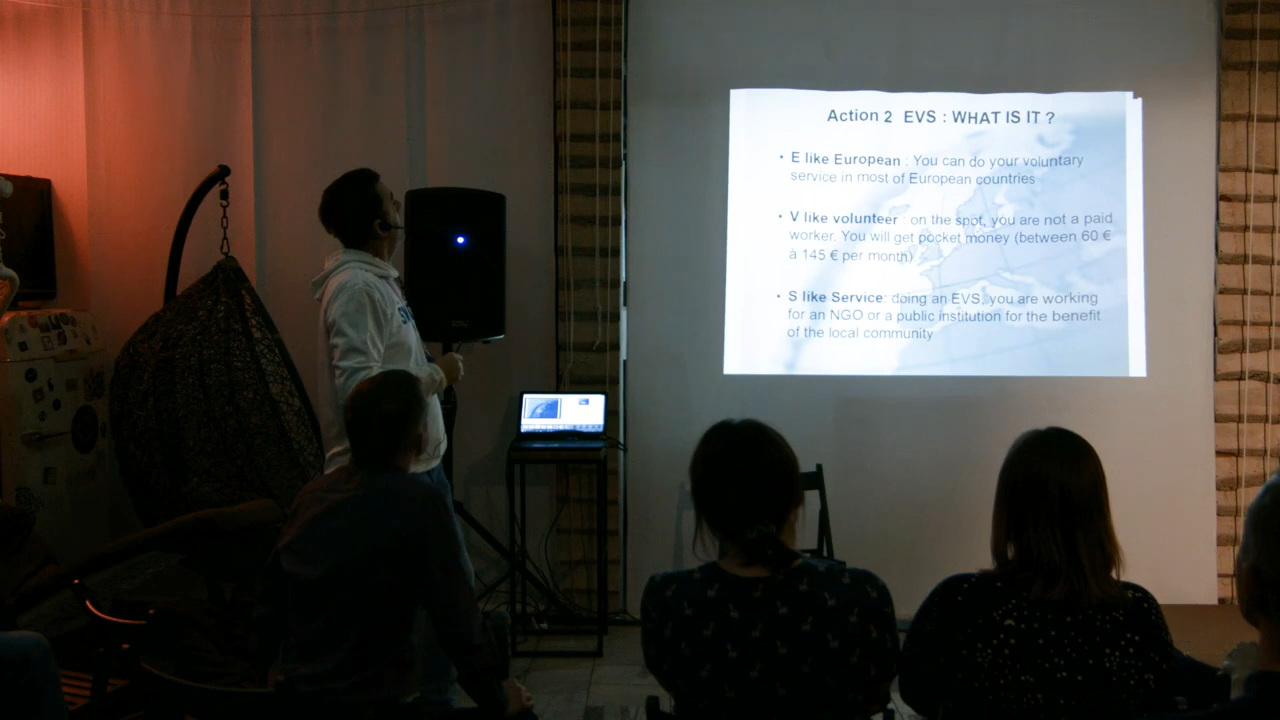 Action 2 EVS : WHAT IS IT ?
• E like European : You can do your voluntary
service in most of European countries
• V like volunteer : on the spot, you are not a paid
worker. You will get pocket money (between 60 €
à 145 € per month)
• S like Service: doing an EVS, you are working
for an NGO or a public institution for the benefit
of the local community